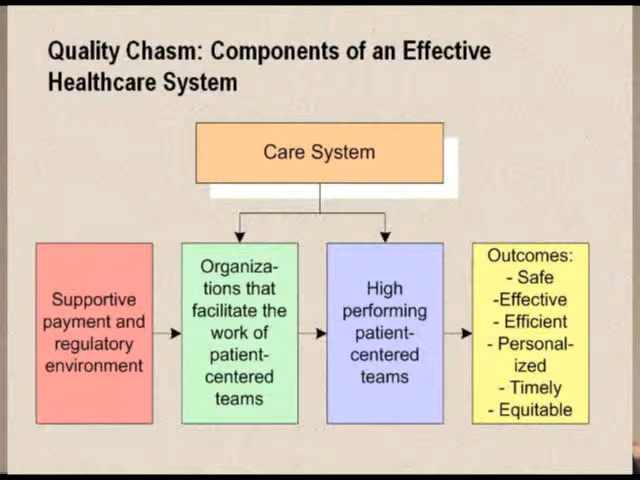 Quality Chasm: Components of an Effective
Healthcare System
Care System
Supportive
payment and
regulatory
environment
Organiza-
tions that
facilitate the
work of
patient-
centered
teams
High
performing
patient-
centered
teams
Outcomes:
- Safe
-Effective
- Efficient
- Personal-
ized
- Timely
- Equitable